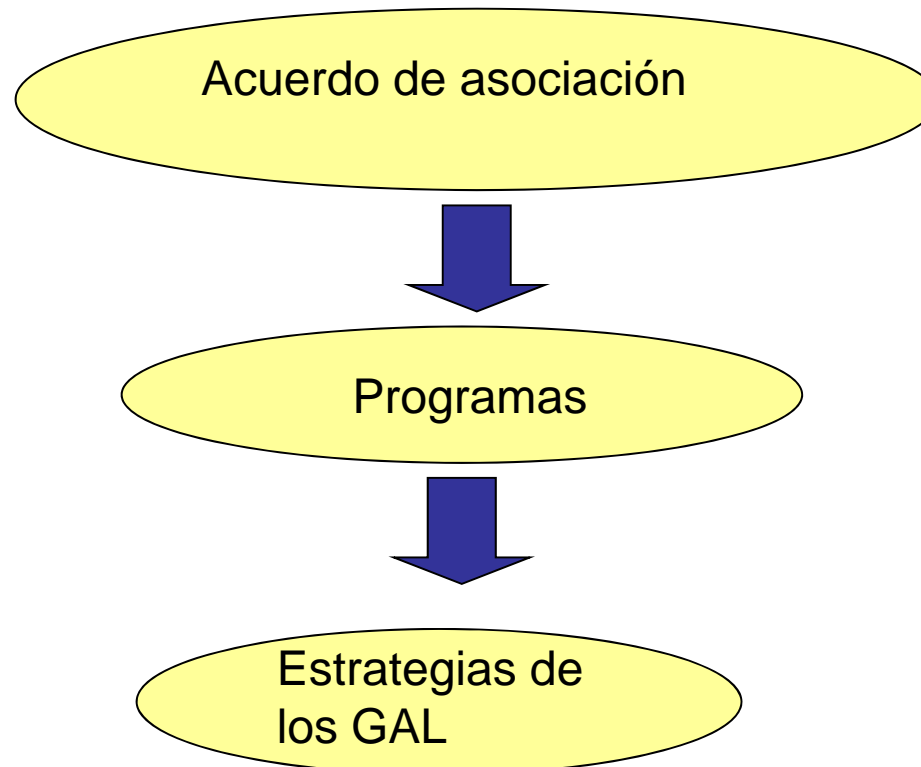 Acuerdo de asociación
Programas
Estrategias de
los GAL